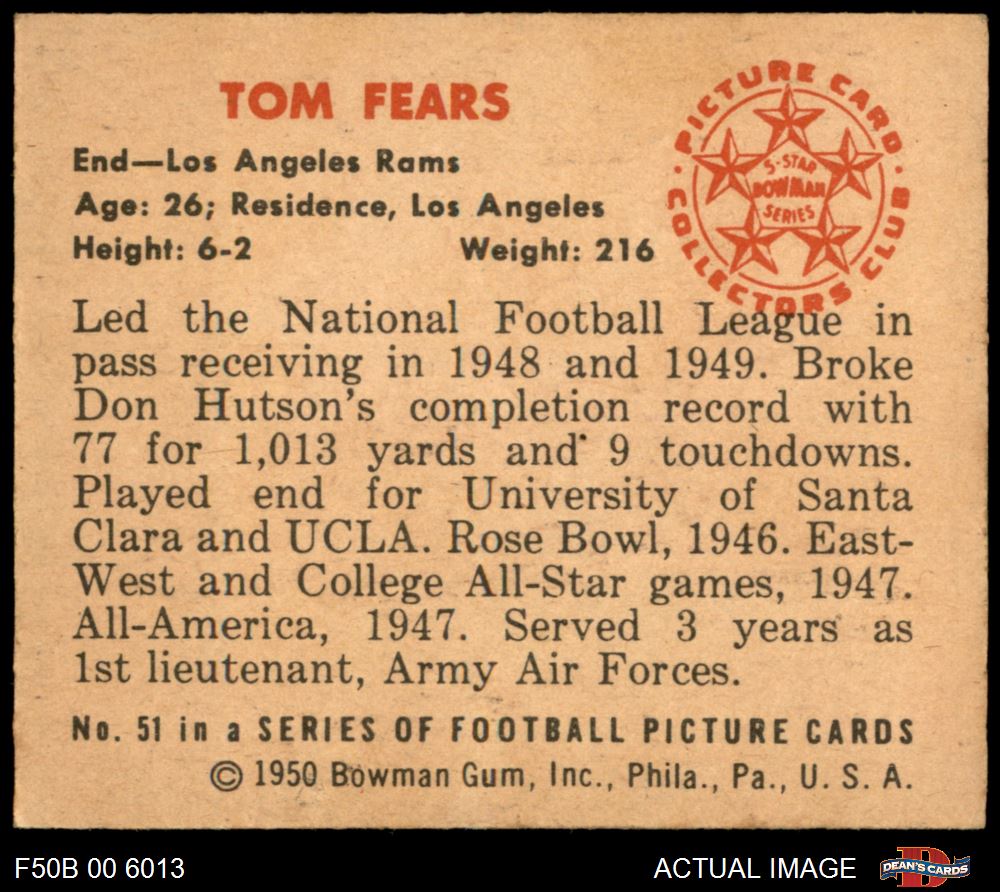 TOM FEARS
End—Los Angeles Rams
Age: 26; Residence, Los Angeles
Height: 6-2 Weight: 216
PICTURE CARD
COLLECTORS CLUB
5-STAR
BOWMAN
SERIES
Led the National Football League in
pass receiving in 1948 and 1949. Broke
Don Hutson's completion record with
77 for 1,013 yards and 9 touchdowns.
Played end for University of Santa
Clara and UCLA. Rose Bowl, 1946. East-
West and College All-Star games, 1947.
All-America, 1947. Served 3 years as
1st lieutenant, Army Air Forces.
No. 51 in a SERIES OF FOOTBALL PICTURE CARDS
© 1950 Bowman Gum, Inc., Phila., Pa., U. S. A.
F50B 00 6013 ACTUAL IMAGE DEAN'S CARDS